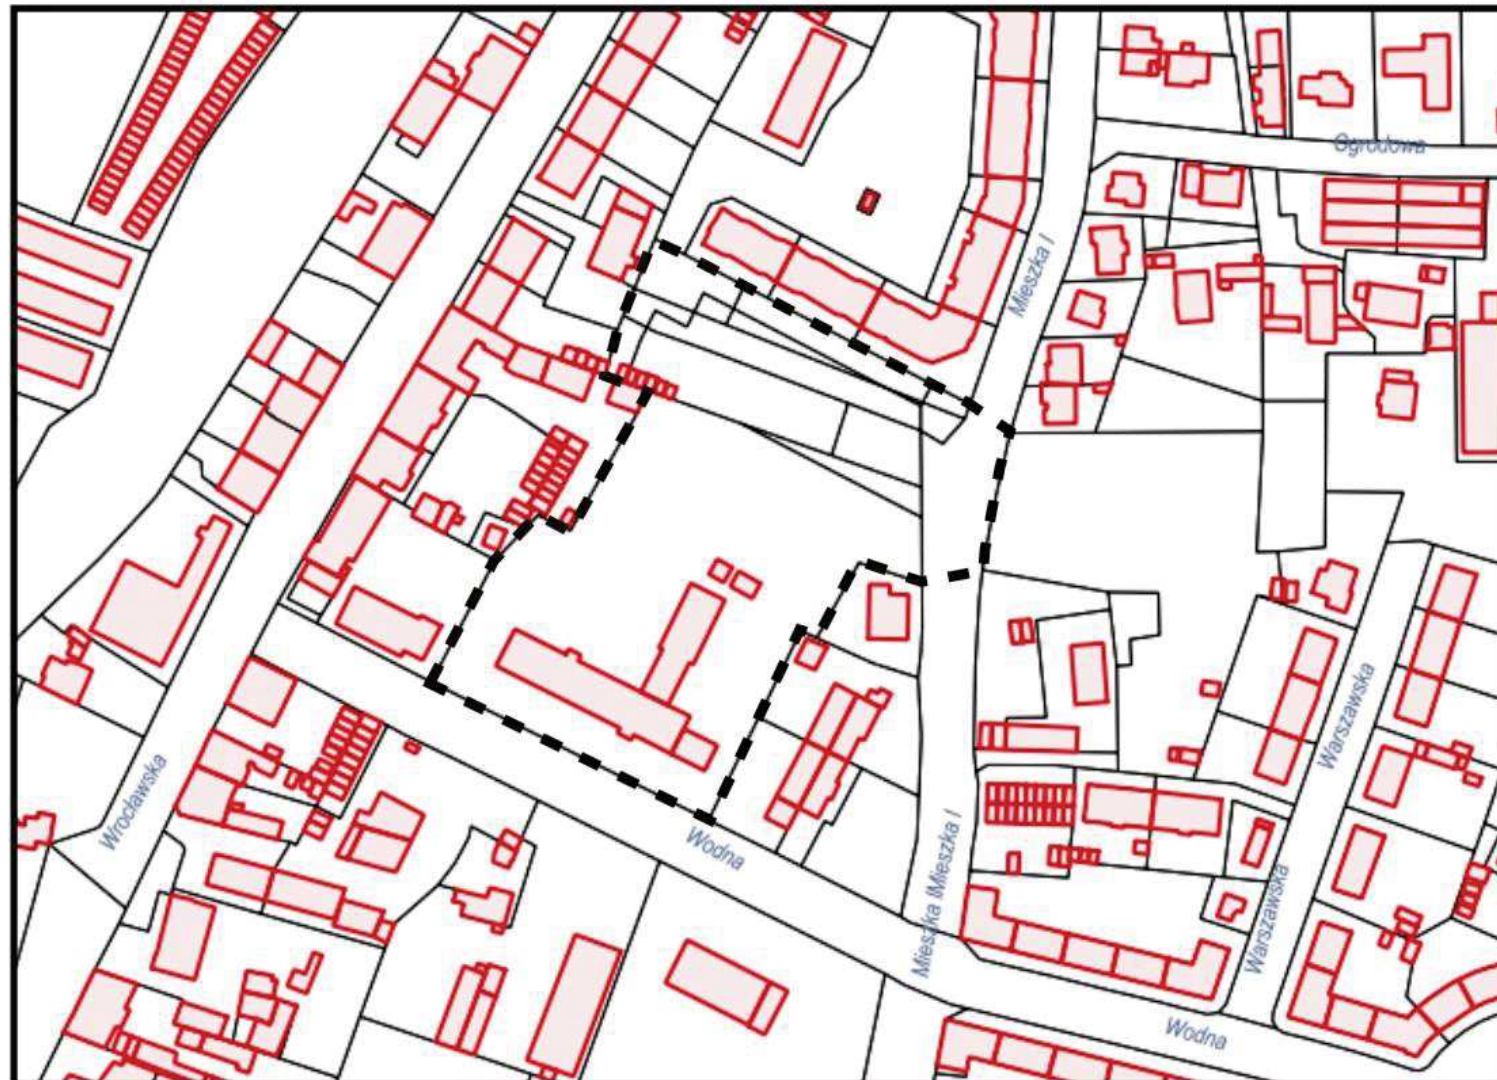 Ogrodowa
Mieszka I
Warszawska
Wrocławska
Wodna
Mieszka I
Mieszka I
Warszawska
Wodna